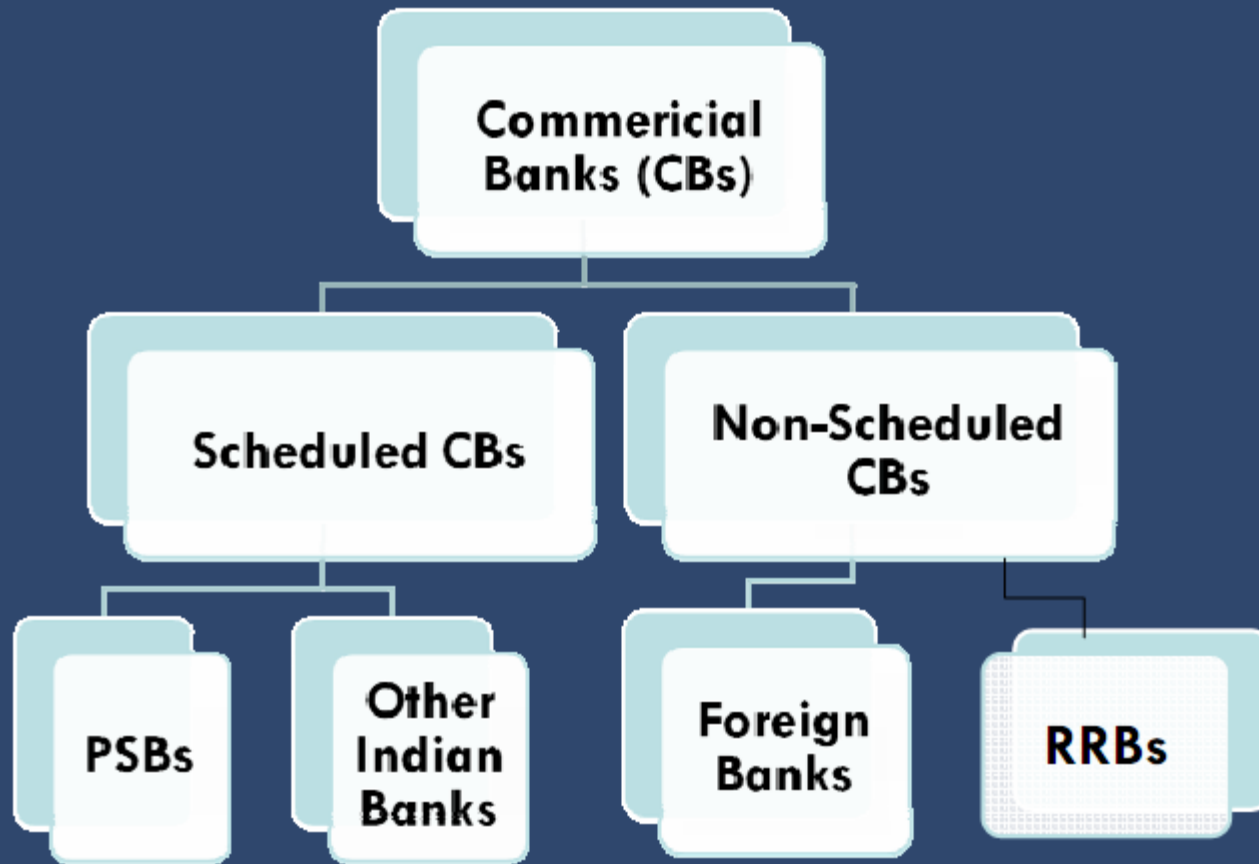 Commericial
Banks (CBs)
Scheduled CBs
Non-Scheduled
CBs
PSBs
Other
Indian
Banks
Foreign
Banks
RRBs